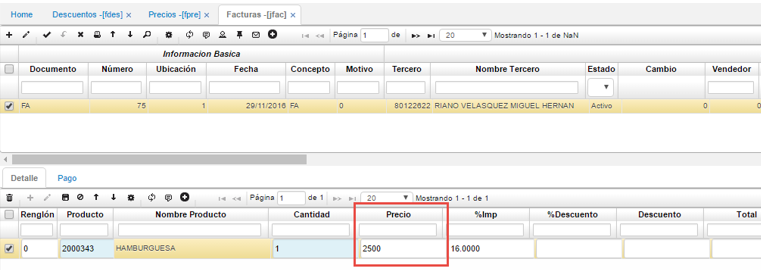 Home Descuentos -[fdes] × Precios -[fpre] × Facturas -[jfac] ×
Página 1 de 20 Mostrando 1 - 1 de NaN
Informacion Basica
Documento Número Ubicación Fecha Concepto Motivo Tercero Nombre Tercero Estado Cambio Vendedor
FA 75 1 29/11/2016 FA 0 80122622 RIANO VELASQUEZ MIGUEL HERNAN Activo 0 0
Detalle Pago
Página 1 de 1 20 Mostrando 1 - 1 de 1
Renglón Producto Nombre Producto Cantidad Precio %Imp %Descuento Descuento Total
0 2000343 HAMBURGUESA 1 2500 16.0000